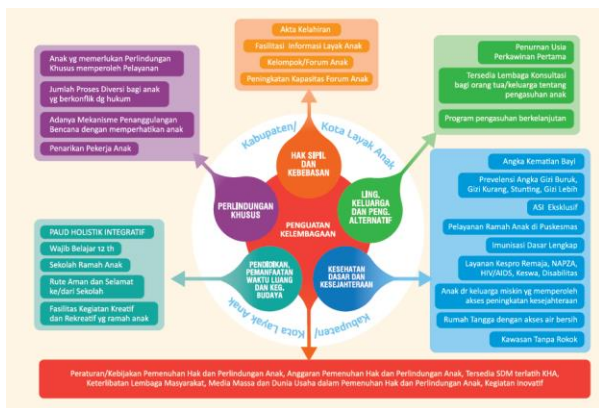 Akta Kelahiran
Fasilitasi Informasi Layak Anak
Kelompok/Forum Anak
Peningkatan Kapasitas Forum Anak
Anak yg memerlukan Perlindungan
Khusus memperoleh Pelayanan
Jumlah Proses Diversi bagi anak
yg berkonflik dg hukum
Adanya Mekanisme Penanggulangan
Bencana dengan memperhatikan anak
Penarikan Pekerja Anak
Penurnan Usia
Perkawinan Pertama
Tersedia Lembaga Konsultasi
bagi orang tua/keluarga tentang
pengasuhan anak
Program pengasuhan berkelanjutan
Kabupaten/ Kota Layak Anak
HAK SIPIL
DAN
KEBEBASAN
PERLINDUNGAN
KHUSUS
LING.
KELUARGA
DAN PENG.
ALTERNATIF
PENGUATAN
KELEMBAGAAN
PENDIDIKAN,
PEMANFAATAN
WAKTU LUANG
DAN KEG.
BUDAYA
KESEHATAN
DASAR DAN
KESEJAHTERAAN
Kabupaten/ Kota Layak Anak
PAUD HOLISTIK INTEGRATIF
Wajib Belajar 12 th
Sekolah Ramah Anak
Rute Aman dan Selamat
ke/dari Sekolah
Fasilitas Kegiatan Kreatif
dan Rekreatif yg ramah anak
Angka Kematian Bayi
Prevelensi Angka Gizi Buruk,
Gizi Kurang, Stunting, Gizi Lebih
ASI Eksklusif
Pelayanan Ramah Anak di Puskesmas
Imunisasi Dasar Lengkap
Layanan Kespro Remaja, NAPZA,
HIV/AIDS, Keswa, Disabilitas
Anak dr keluarga miskin yg memperoleh
akses peningkatan kesejahteraan
Rumah Tangga dengan akses air bersih
Kawasan Tanpa Rokok
Peraturan/Kebijakan Pemenuhan Hak dan Perlindungan Anak, Anggaran Pemenuhan Hak dan Perlindungan Anak, Tersedia SDM terlatih KHA,
Keterlibatan Lembaga Masyarakat, Media Massa dan Dunia Usaha dalam Pemenuhan Hak dan Perlindungan Anak, Kegiatan Inovatif